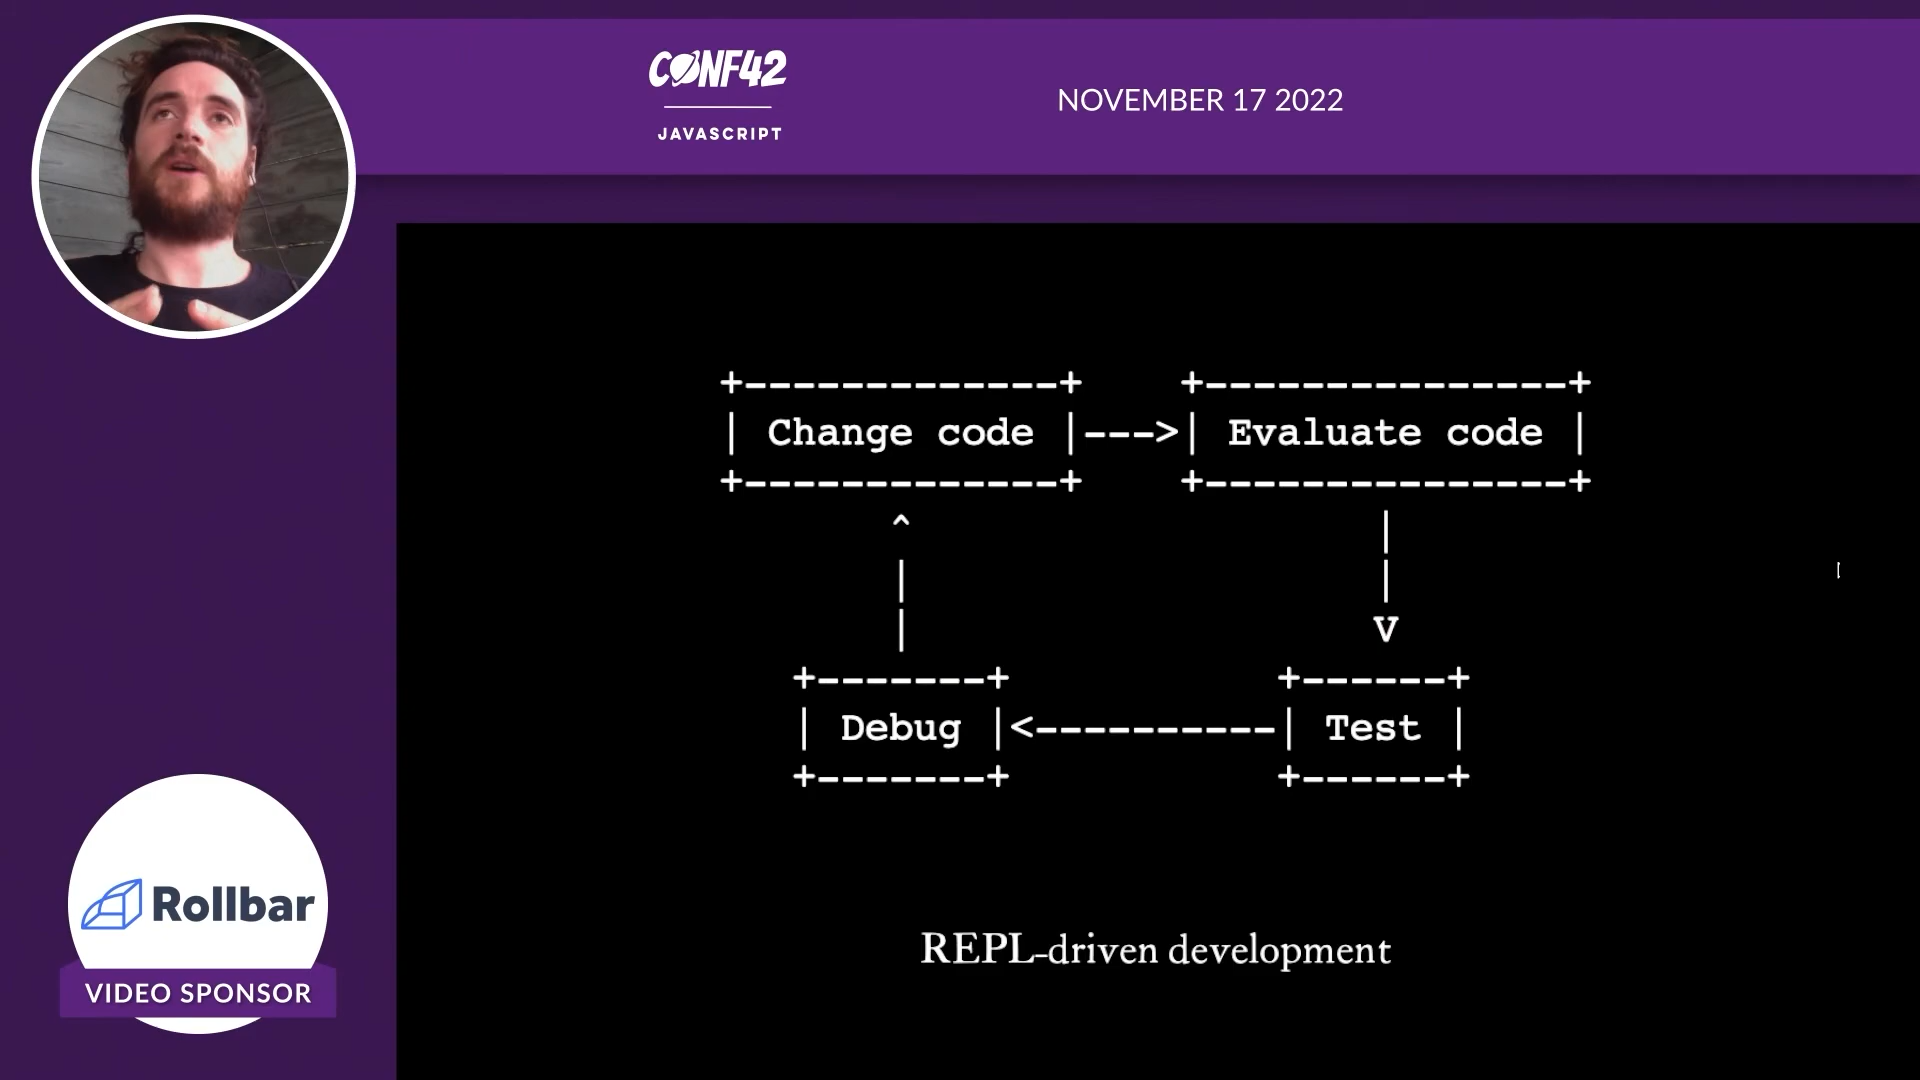 CONF42
JAVASCRIPT
NOVEMBER 17 2022
+-------------+    +---------------+
| Change code |--->| Evaluate code |
+-------------+    +---------------+
       ^                   |
       |                   |
       |                   V
   +-------+           +------+
   | Debug |<----------| Test |
   +-------+           +------+
REPL-driven development
Rollbar
VIDEO SPONSOR